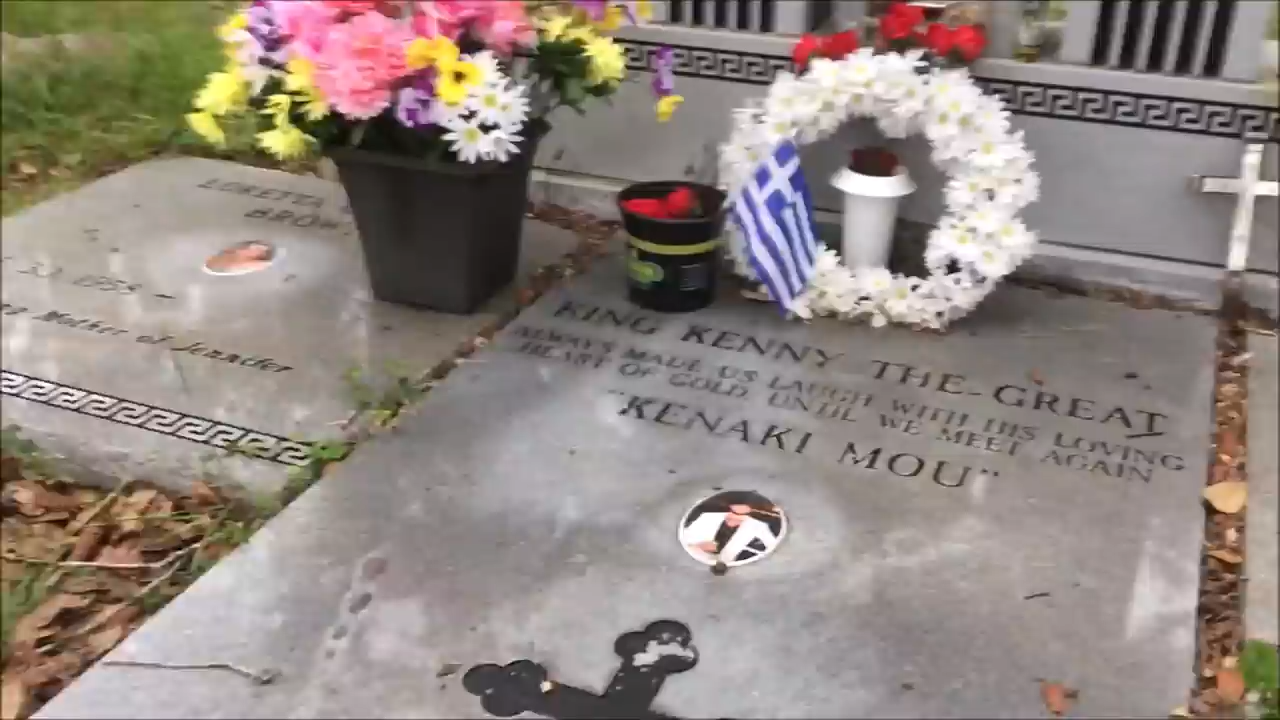 LORETTA
Mother of Jennifer
KING KENNY THE GREAT
ALWAYS MADE US LAUGH WITH HIS LOVING
HEART OF GOLD. UNTIL WE MEET AGAIN
"KENAKI MOU"